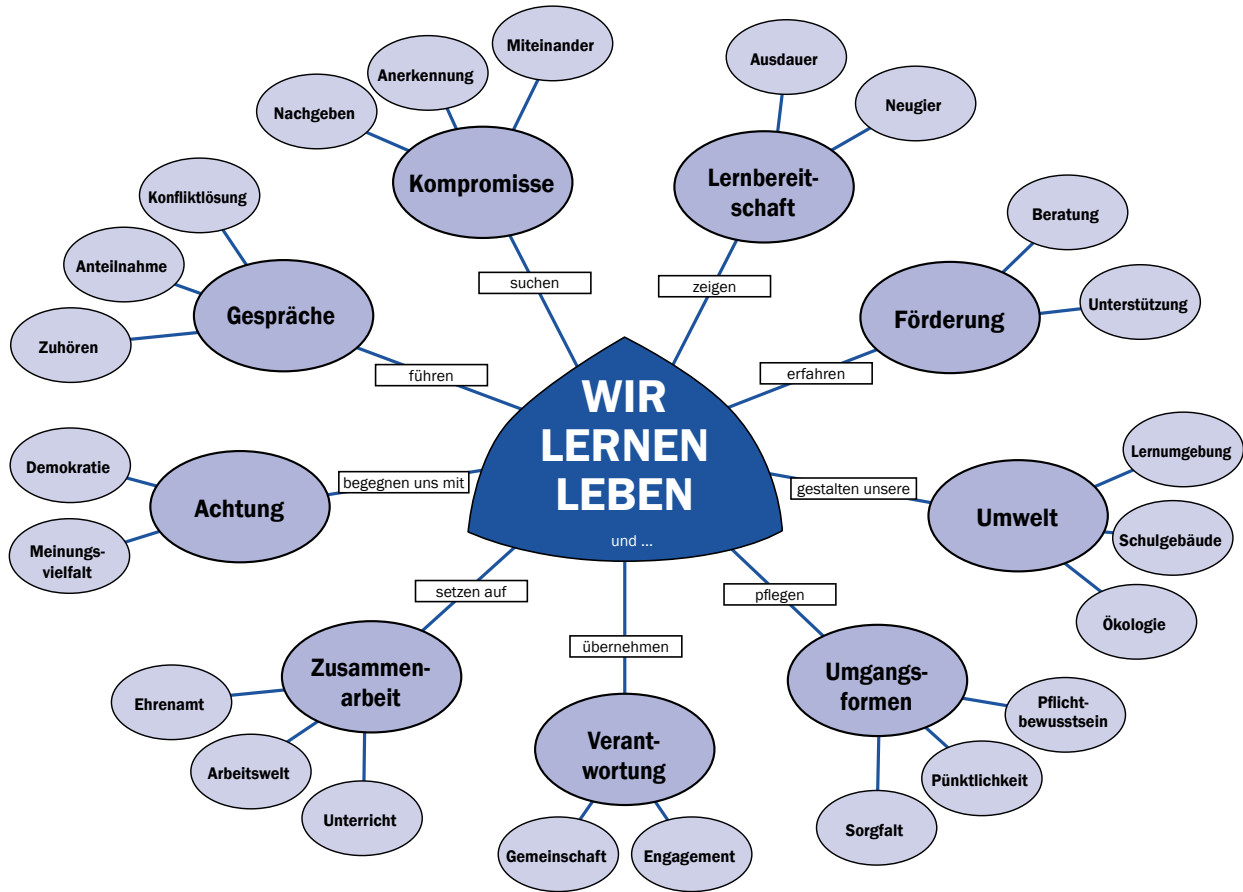 WIR
LERNEN
LEBEN
und ...
suchen
Kompromisse
Nachgeben
Anerkennung
Miteinander
zeigen
Lernbereit-
schaft
Ausdauer
Neugier
erfahren
Förderung
Beratung
Unterstützung
gestalten unsere
Umwelt
Lernumgebung
Schulgebäude
Ökologie
pflegen
Umgangs-
formen
Pflicht-
bewusstsein
Pünktlichkeit
Sorgfalt
übernehmen
Verant-
wortung
Engagement
Gemeinschaft
setzen auf
Zusammen-
arbeit
Unterricht
Arbeitswelt
Ehrenamt
begegnen uns mit
Achtung
Meinungs-
vielfalt
Demokratie
führen
Gespräche
Zuhören
Anteilnahme
Konfliktlösung